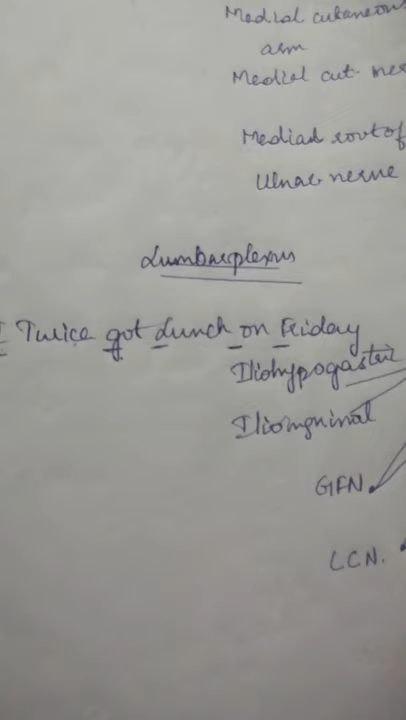 Medial cutaneous
arm
Medial cut. ner
Medial root of
Ulnar nerve
Lumbar plexus
I Twice got Lunch on Friday
Iliohypogastric
Ilioinguinal
GFN
LCN.